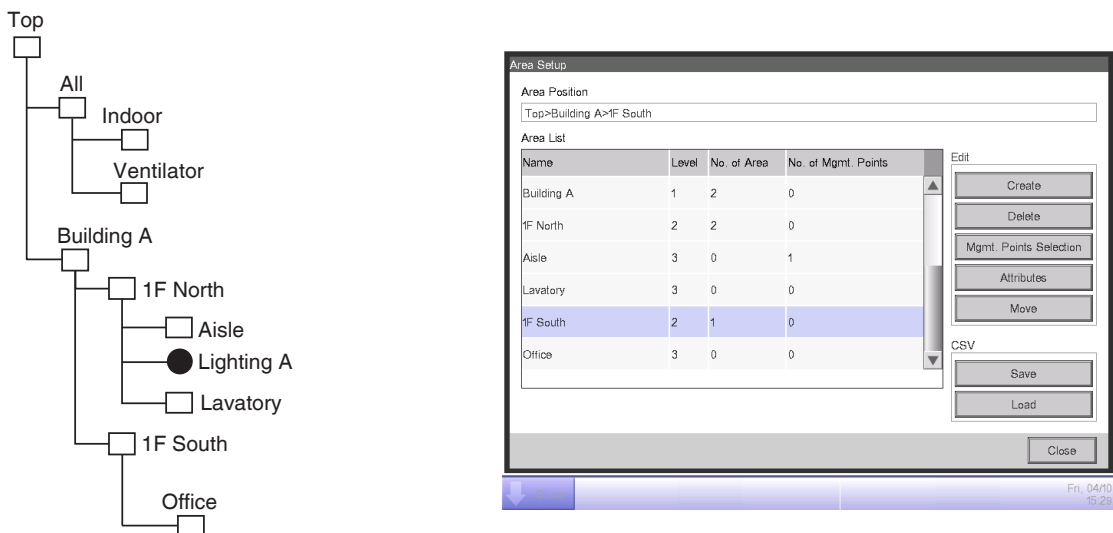 Top
All
Indoor
Ventilator
Building A
1F North
Aisle
Lighting A
Lavatory
1F South
Office
Area Setup
Area Position
Top>Building A>1F South
Area List
Name Level No. of Area No. of Mgmt. Points
Building A 1 2 0
1F North 2 2 0
Aisle 3 0 1
Lavatory 3 0 0
1F South 2 1 0
Office 3 0 0
Edit
Create
Delete
Mgmt. Points Selection
Attributes
Move
CSV
Save
Load
Close
Fri, 04/10
15:29